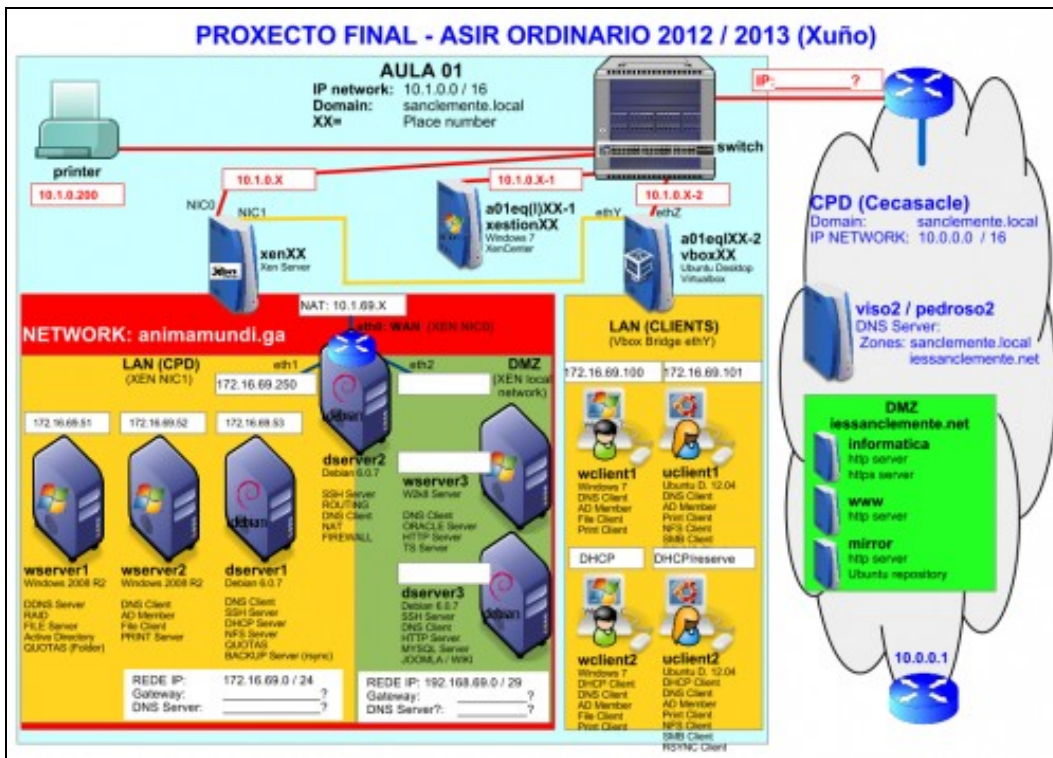 PROXECTO FINAL - ASIR ORDINARIO 2012 / 2013 (Xuño)
AULA 01
IP network: 10.1.0.0 / 16
Domain: sanclemente.local
XX= Place number
IP:________?
printer
10.1.0.200
switch
10.1.0.X
10.1.0.X-1
10.1.0.X-2
NIC0
NIC1
xenXX
Xen Server
a01eq(l)XX-1
xestionXX
Windows 7
XenCenter
ethY
ethZ
a01eqlXX-2
vboxXX
Ubuntu Desktop
Virtualbox
CPD (Cecasacle)
Domain: sanclemente.local
IP NETWORK: 10.0.0.0 / 16
viso2 / pedroso2
DNS Server:
Zones: sanclemente.local
iessanclemente.net
DMZ
iessanclemente.net
informatica
http server
https server
www
http server
mirror
http server
Ubuntu repository
10.0.0.1
NETWORK: animamundi.ga
NAT: 10.1.69.X
eth0: WAN (XEN NIC0)
LAN (CPD)
(XEN NIC1)
eth1
172.16.69.250
eth2
DMZ
(XEN local
network)
172.16.69.51
172.16.69.52
172.16.69.53
debian
debian
dserver2
Debian 6.0.7
SSH Server
ROUTING
DNS Client
NAT
FIREWALL
wserver3
W2k8 Server
DNS Client
ORACLE Server
HTTP Server
TS Server
dserver3
Debian 6.0.7
SSH Server
DNS Client
HTTP Server
MYSQL Server
JOOMLA / WIKI
debian
wserver1
Windows 2008 R2
DDNS Server
RAID
FILE Server
Active Directory
QUOTAS (Folder)
wserver2
Windows 2008 R2
DNS Client
AD Member
File Client
PRINT Server
dserver1
Debian 6.0.7
DNS Client
SSH Server
DHCP Server
NFS Server
QUOTAS
BACKUP Server (rsync)
REDE IP: 172.16.69.0 / 24
Gateway: ________?
DNS Server: ________?
REDE IP: 192.168.69.0 / 29
Gateway: ________?
DNS Server?: ________?
LAN (CLIENTS)
(Vbox Bridge ethY)
172.16.69.100
172.16.69.101
wclient1
Windows 7
DNS Client
AD Member
File Client
Print Client
uclient1
Ubuntu D. 12.04
DNS Client
AD Member
Print Client
NFS Client
SMB Client
DHCP
DHCP/reserve
wclient2
Windows 7
DHCP Client
DNS Client
AD Member
File Client
Print Client
uclient2
Ubuntu D. 12.04
DHCP Client
DNS Client
AD Member
Print Client
NFS Client
SMB Client
RSYNC Client